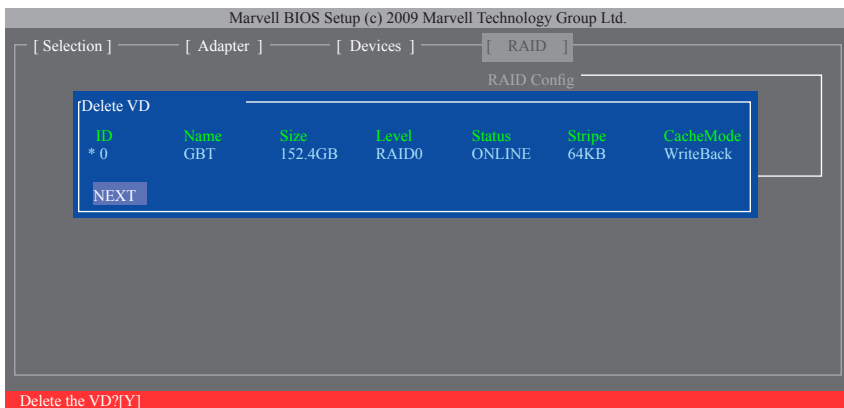 Marvell BIOS Setup (c) 2009 Marvell Technology Group Ltd.
[ Selection ] [ Adapter ] [ Devices ] [ RAID ]
RAID Config
Delete VD
ID Name Size Level Status Stripe CacheMode
* 0 GBT 152.4GB RAID0 ONLINE 64KB WriteBack
NEXT
Delete the VD?[Y]